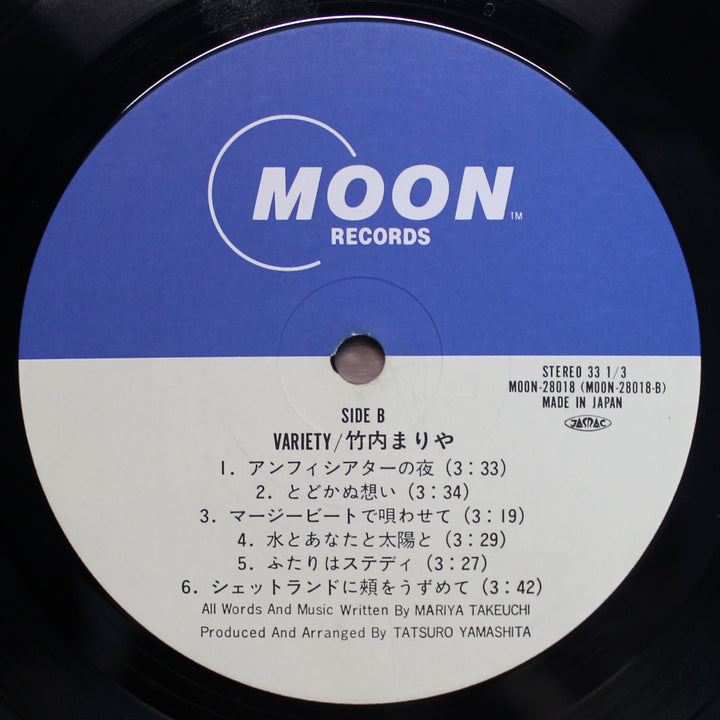 MOON™
RECORDS
STEREO 33 1/3
MOON-28018 (MOON-28018-B)
MADE IN JAPAN
JASRAC
SIDE B
VARIETY/竹内まりや
1. アンフィシアターの夜 (3:33)
2. とどかぬ想い (3:34)
3. マージービートで唄わせて (3:19)
4. 水とあなたと太陽と (3:29)
5. ふたりはステディ (3:27)
6. シェットランドに頰をうずめて (3:42)
All Words And Music Written By MARIYA TAKEUCHI
Produced And Arranged By TATSURO YAMASHITA